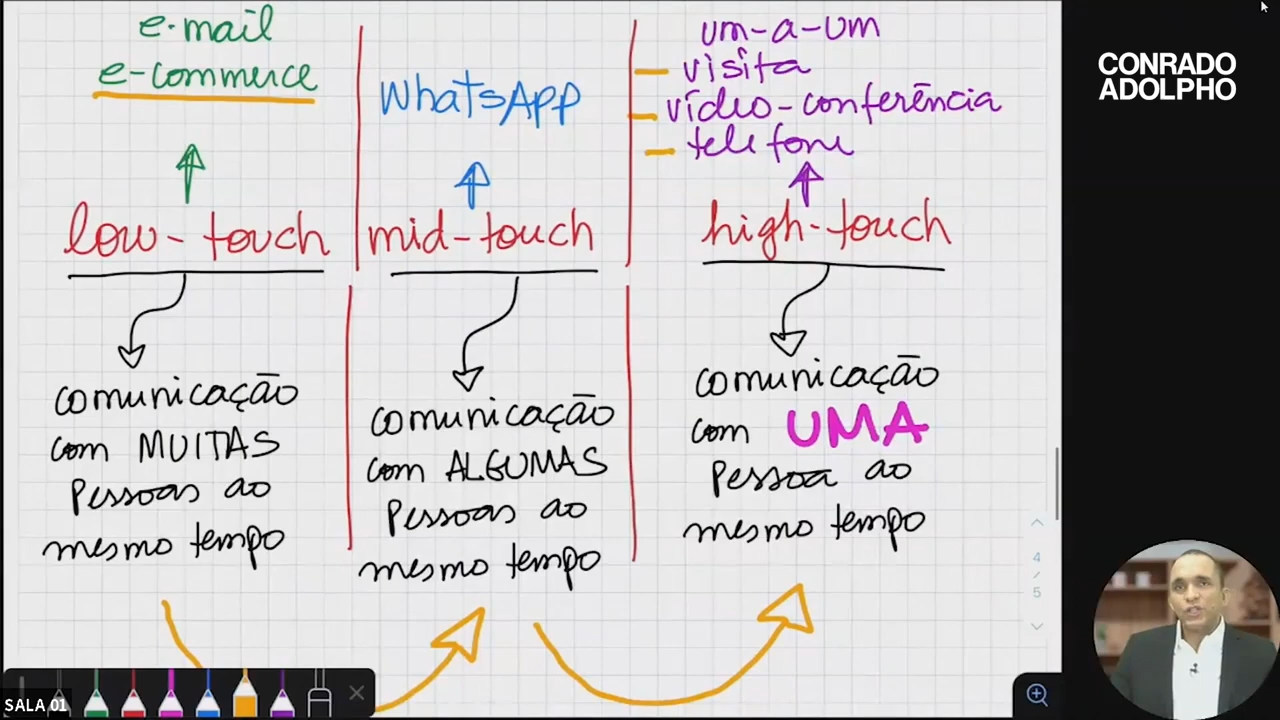 e-mail
e-commerce
WhatsApp
um-a-um
visita
vídeo-conferência
telefone
low-touch
mid-touch
high-touch
comunicação
com MUITAS
Pessoas ao
mesmo tempo
comunicação
com ALGUMAS
Pessoas ao
mesmo tempo
comunicação
com UMA
Pessoa ao
mesmo tempo
CONRADO
ADOLPHO
4
/
5
SALA 01